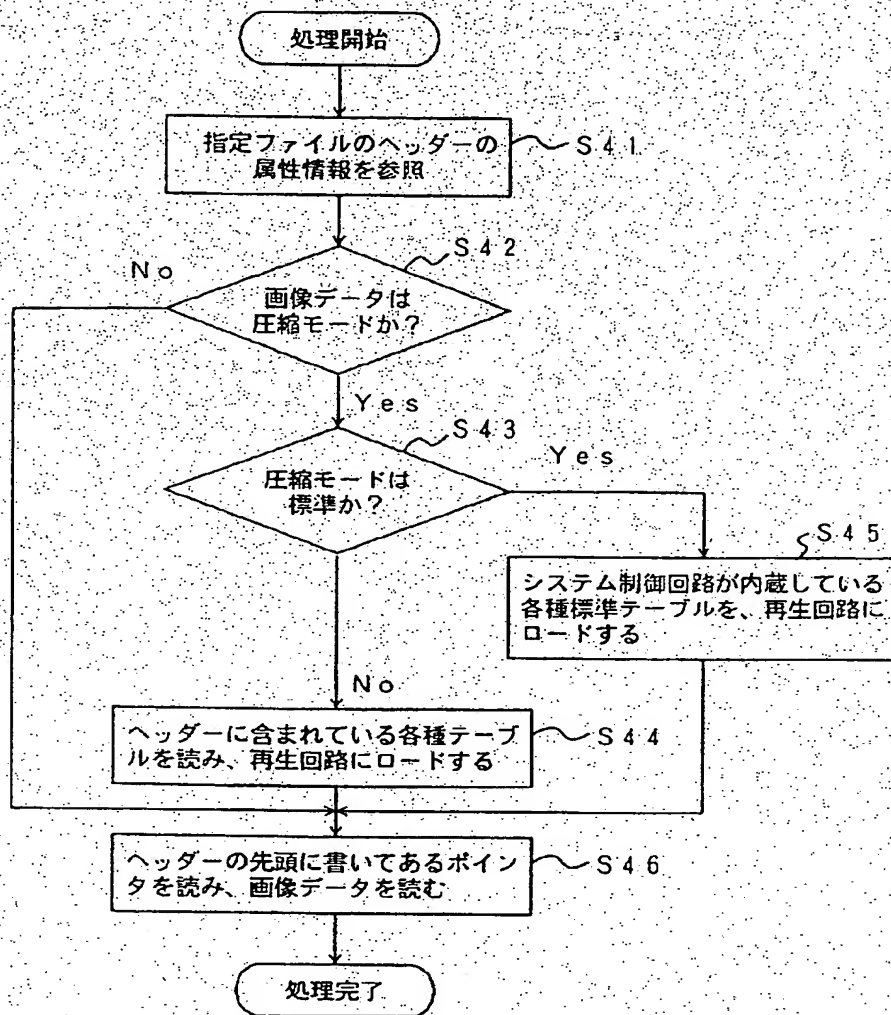 処理開始
指定ファイルのヘッダーの
属性情報を参照
S41
S42
No
画像データは
圧縮モードか？
Yes
S43
圧縮モードは
標準か？
Yes
S45
システム制御回路が内蔵している
各種標準テーブルを、再生回路に
ロードする
No
ヘッダーに含まれている各種テーブ
ルを読み、再生回路にロードする
S44
ヘッダーの先頭に書いてあるポイン
タを読み、画像データを読む
S46
処理完了